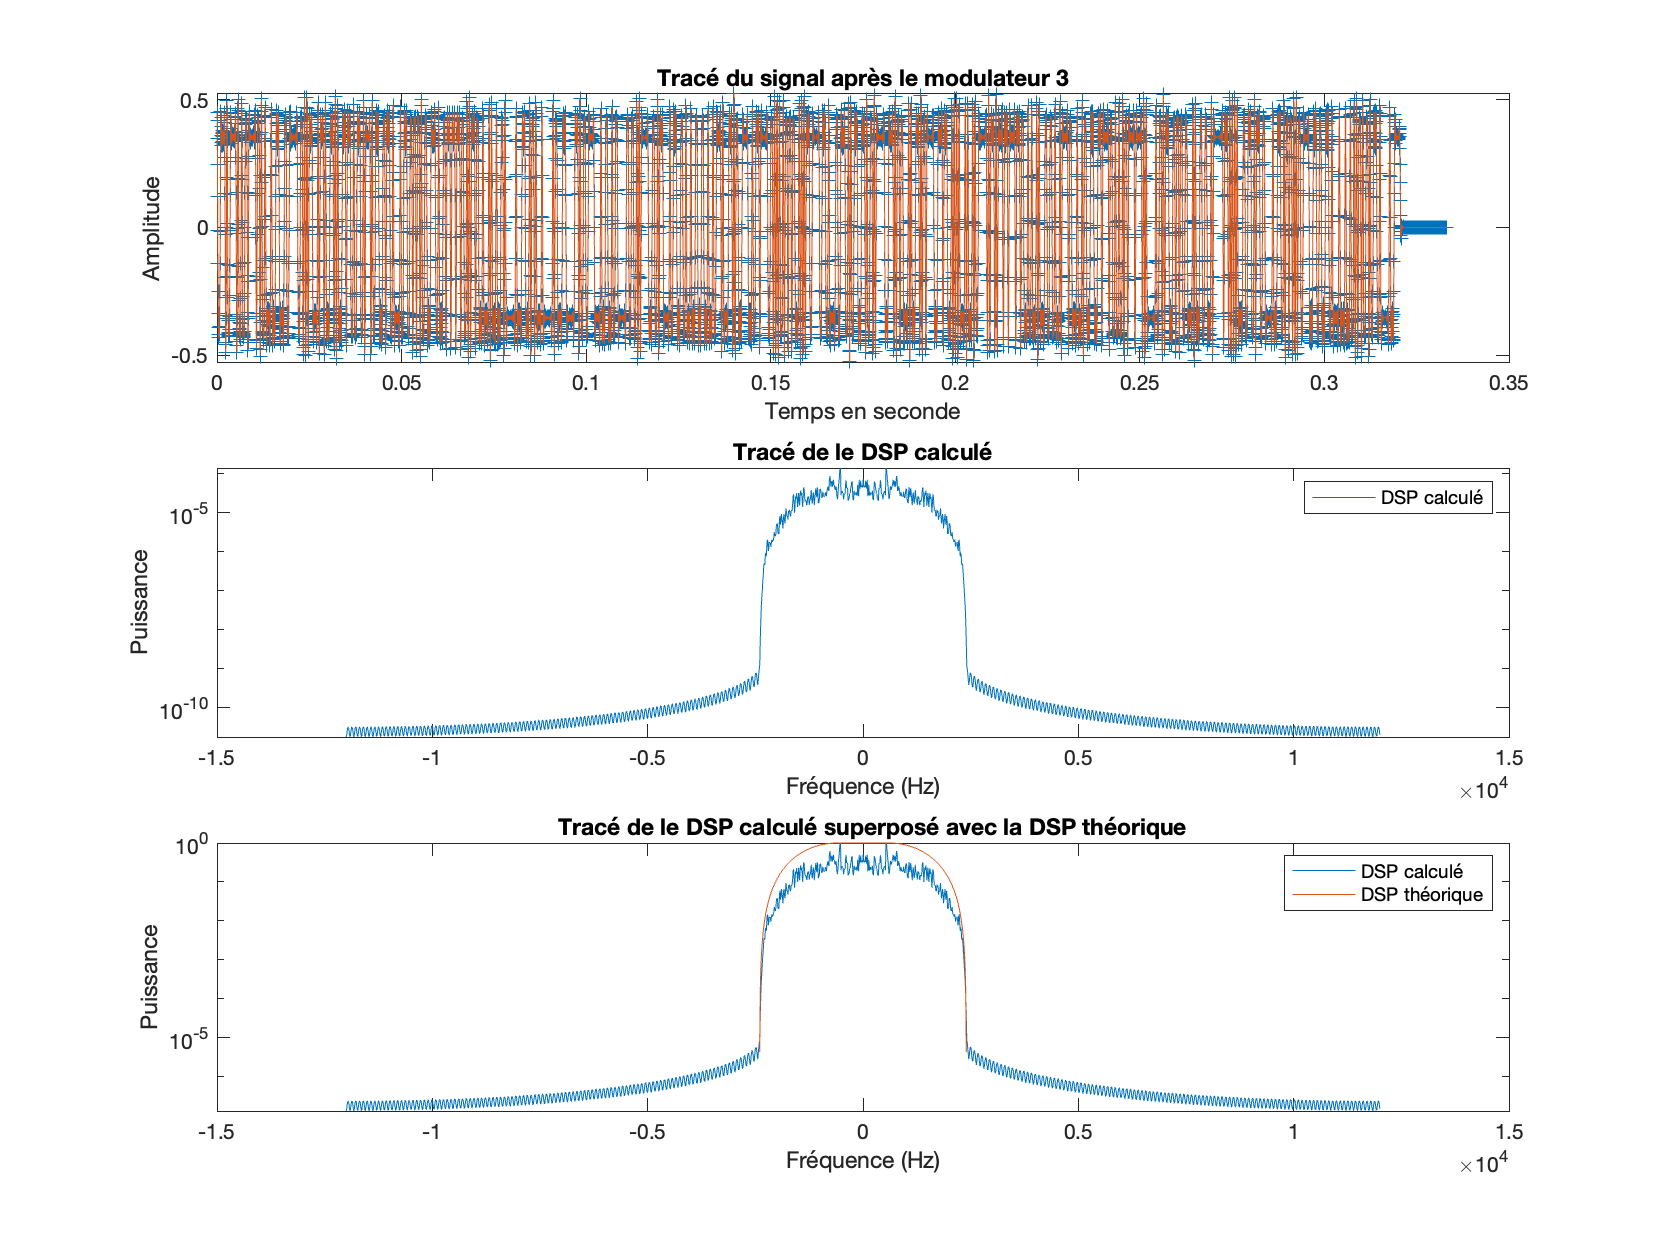 Tracé du signal après le modulateur 3
0.5
0
-0.5
Amplitude
0 0.05 0.1 0.15 0.2 0.25 0.3 0.35
Temps en seconde
Tracé de le DSP calculé
DSP calculé
10^-5
10^-10
Puissance
-1.5 -1 -0.5 0 0.5 1 1.5
Fréquence (Hz)
×10^4
Tracé de le DSP calculé superposé avec la DSP théorique
DSP calculé
DSP théorique
10^0
10^-5
Puissance
-1.5 -1 -0.5 0 0.5 1 1.5
Fréquence (Hz)
×10^4